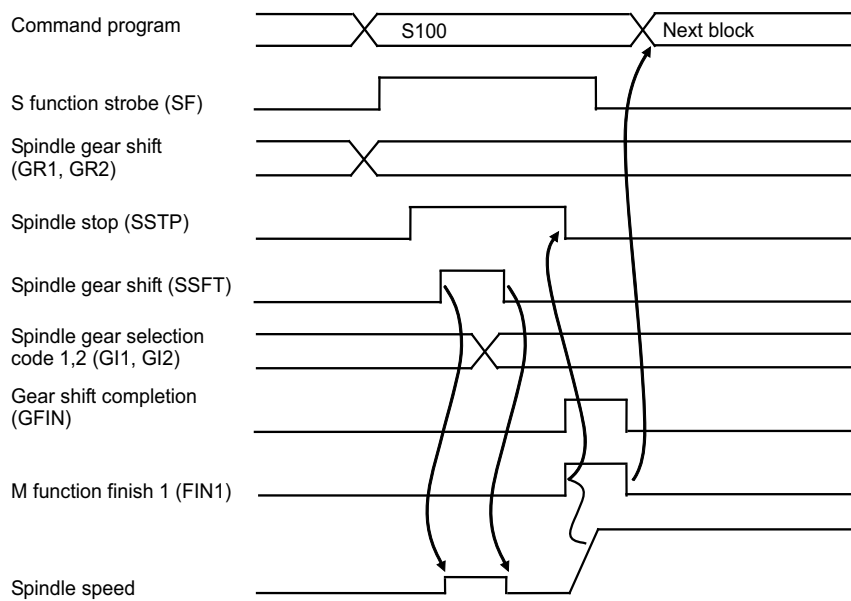 Command program
S100
Next block
S function strobe (SF)
Spindle gear shift
(GR1, GR2)
Spindle stop (SSTP)
Spindle gear shift (SSFT)
Spindle gear selection
code 1,2 (GI1, GI2)
Gear shift completion
(GFIN)
M function finish 1 (FIN1)
Spindle speed